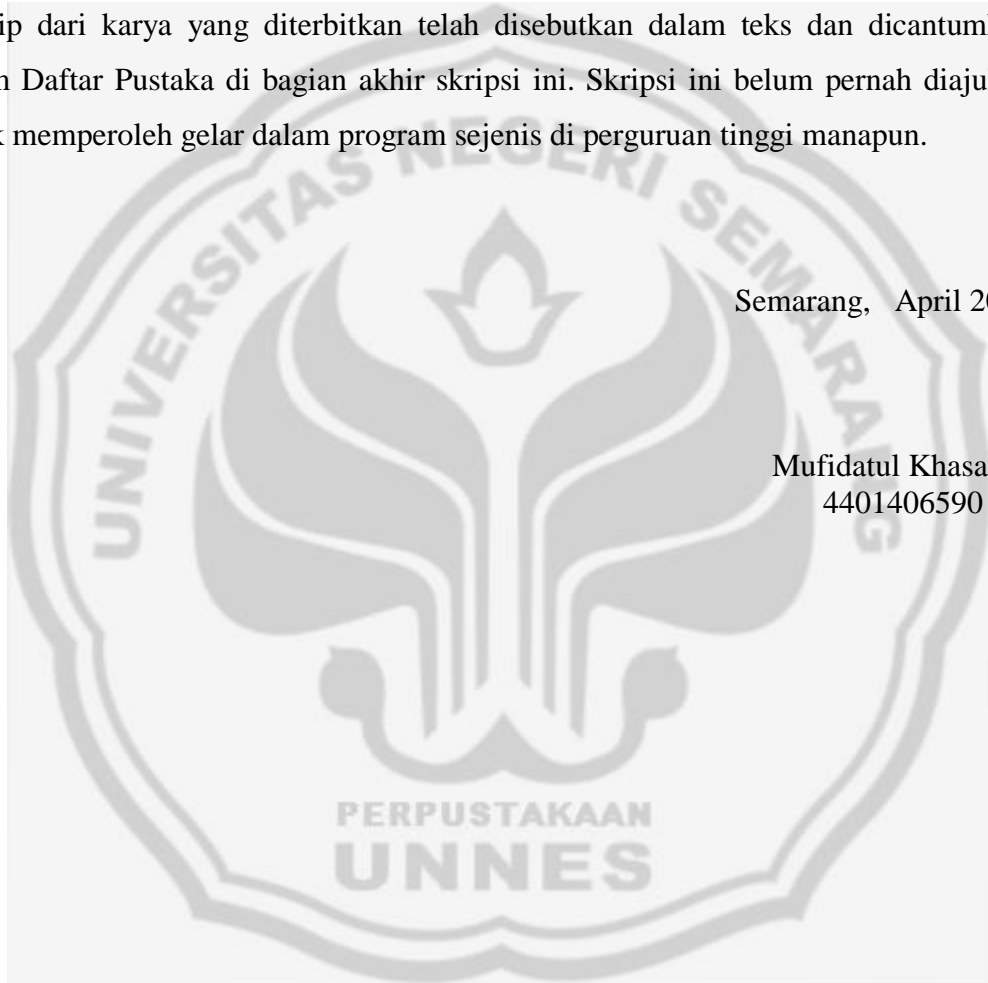 ip dari karya yang diterbitkan telah disebutkan dalam teks dan dicantuml
n Daftar Pustaka di bagian akhir skripsi ini. Skripsi ini belum pernah diaju
k memperoleh gelar dalam program sejenis di perguruan tinggi manapun.
UNIVERSITAS NEGERI SEMARANG
Semarang, April 20
Mufidatul Khasa
4401406590
PERPUSTAKAAN
UNNES